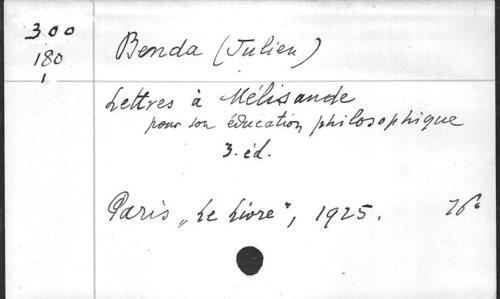 300
180
1
Benda (Julien)
Lettres à Mélisande
pour son éducation philosophique
3. éd.
Paris „Le Livre", 1925.